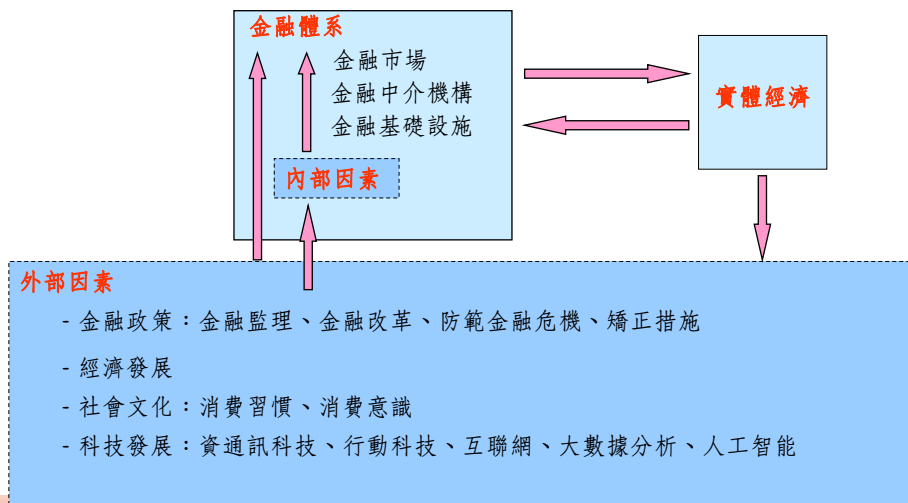 金融體系
金融市場
金融中介機構
金融基礎設施
內部因素
實體經濟
外部因素
- 金融政策：金融監理、金融改革、防範金融危機、矯正措施
- 經濟發展
- 社會文化：消費習慣、消費意識
- 科技發展：資通訊科技、行動科技、互聯網、大數據分析、人工智能